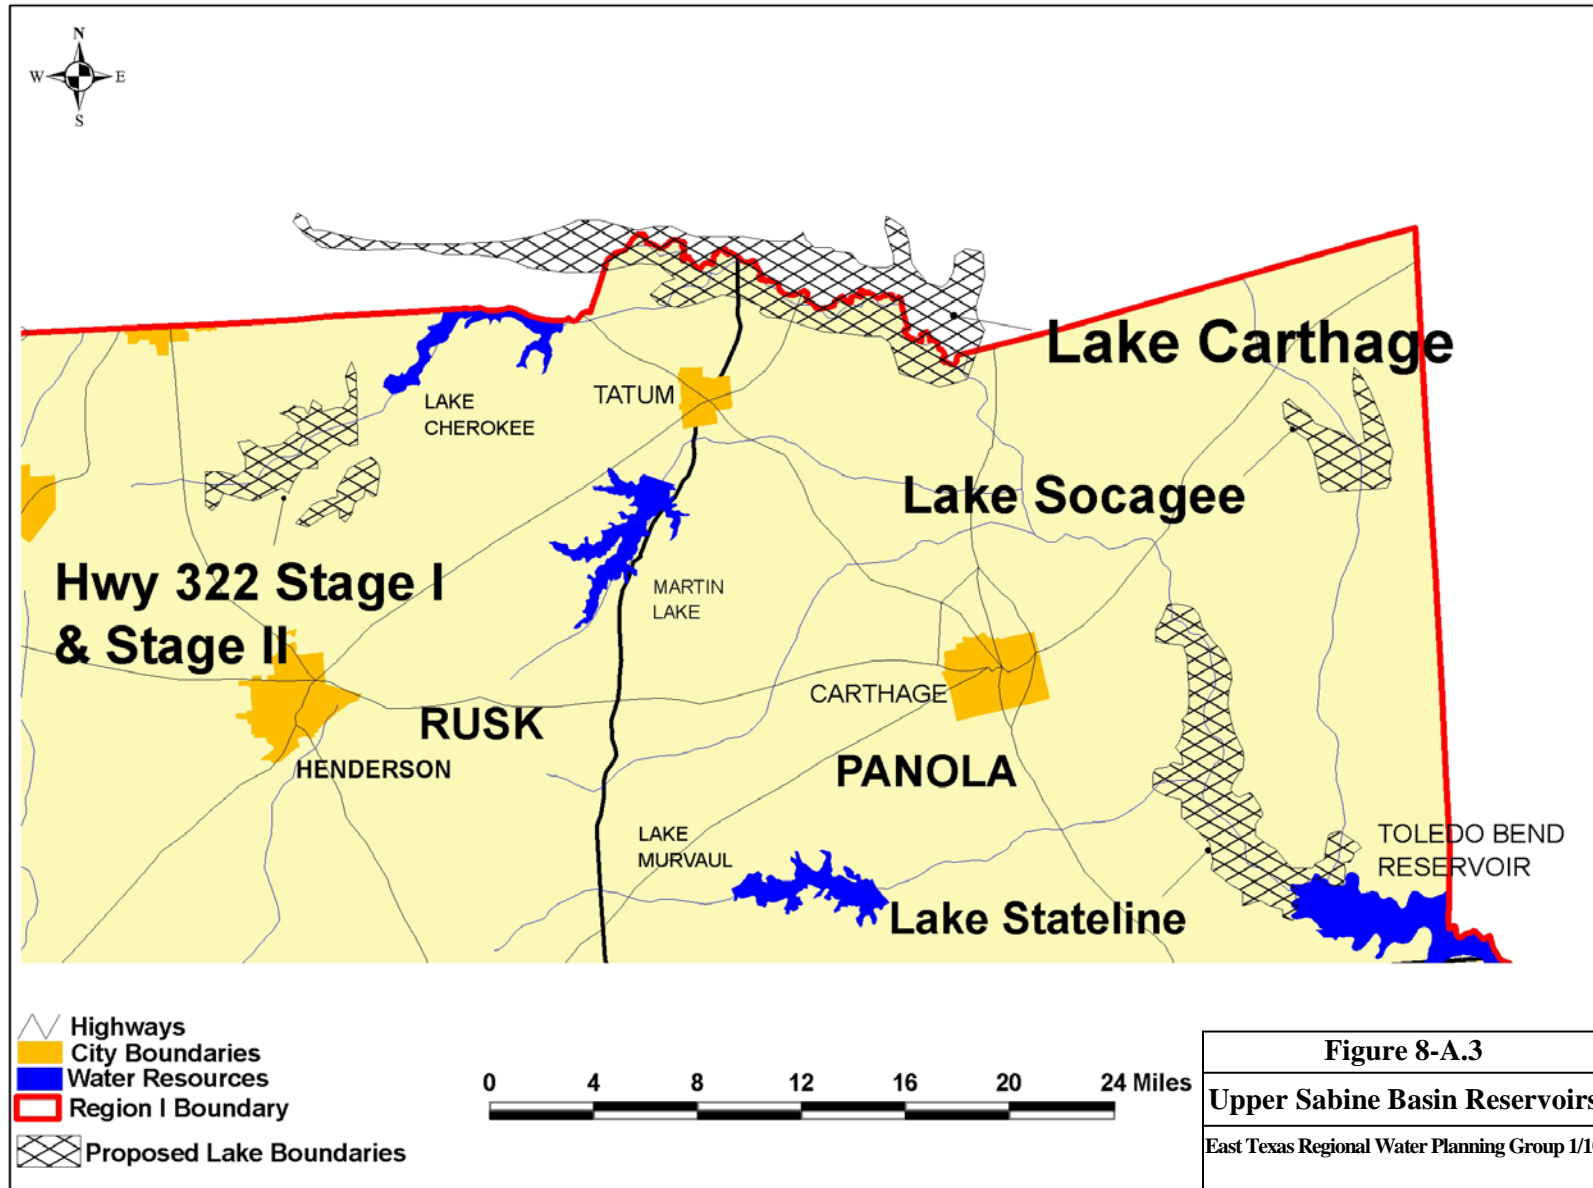 N
W E
S
Lake Carthage
TATUM
LAKE
CHEROKEE
Lake Socagee
Hwy 322 Stage I
& Stage II
MARTIN
LAKE
CARTHAGE
RUSK
HENDERSON
PANOLA
LAKE
MURVAUL
TOLEDO BEND
RESERVOIR
Lake Stateline
Highways
City Boundaries
Water Resources
Region I Boundary
Proposed Lake Boundaries
0 4 8 12 16 20 24 Miles
Figure 8-A.3
Upper Sabine Basin Reservoirs
East Texas Regional Water Planning Group